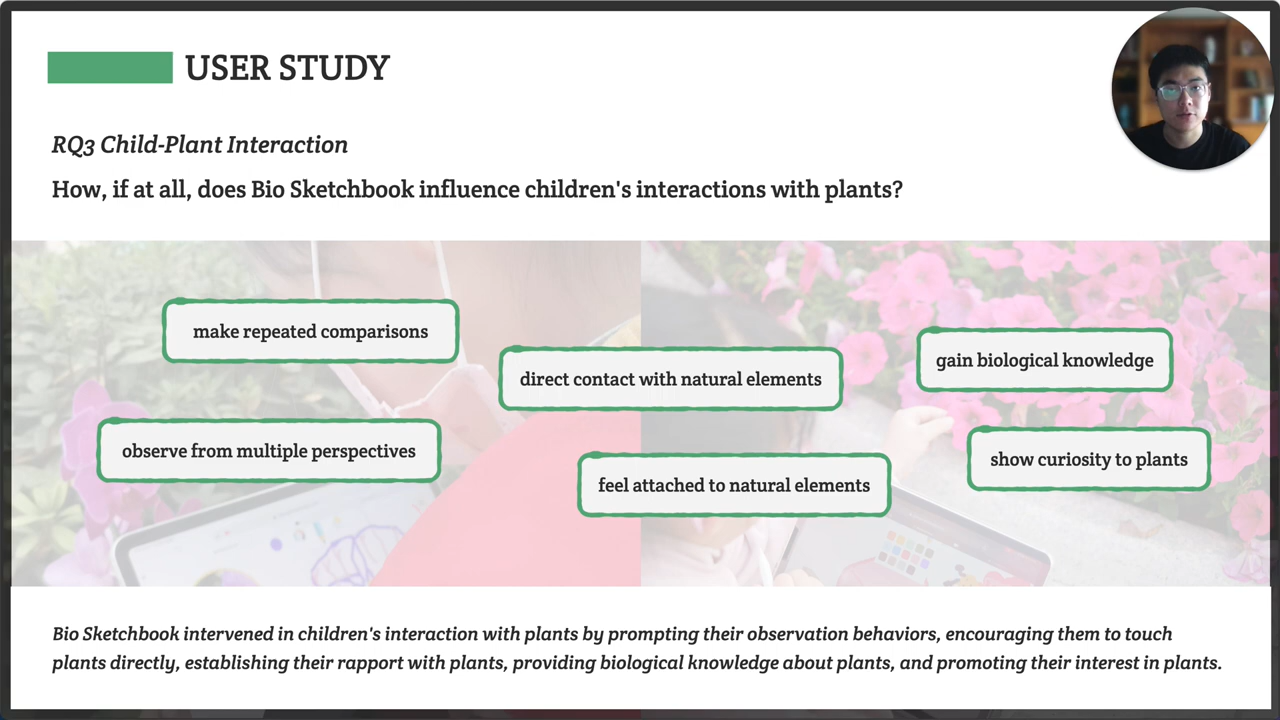 USER STUDY
RQ3 Child-Plant Interaction
How, if at all, does Bio Sketchbook influence children's interactions with plants?
make repeated comparisons
direct contact with natural elements
gain biological knowledge
observe from multiple perspectives
feel attached to natural elements
show curiosity to plants
Bio Sketchbook intervened in children's interaction with plants by prompting their observation behaviors, encouraging them to touch
plants directly, establishing their rapport with plants, providing biological knowledge about plants, and promoting their interest in plants.